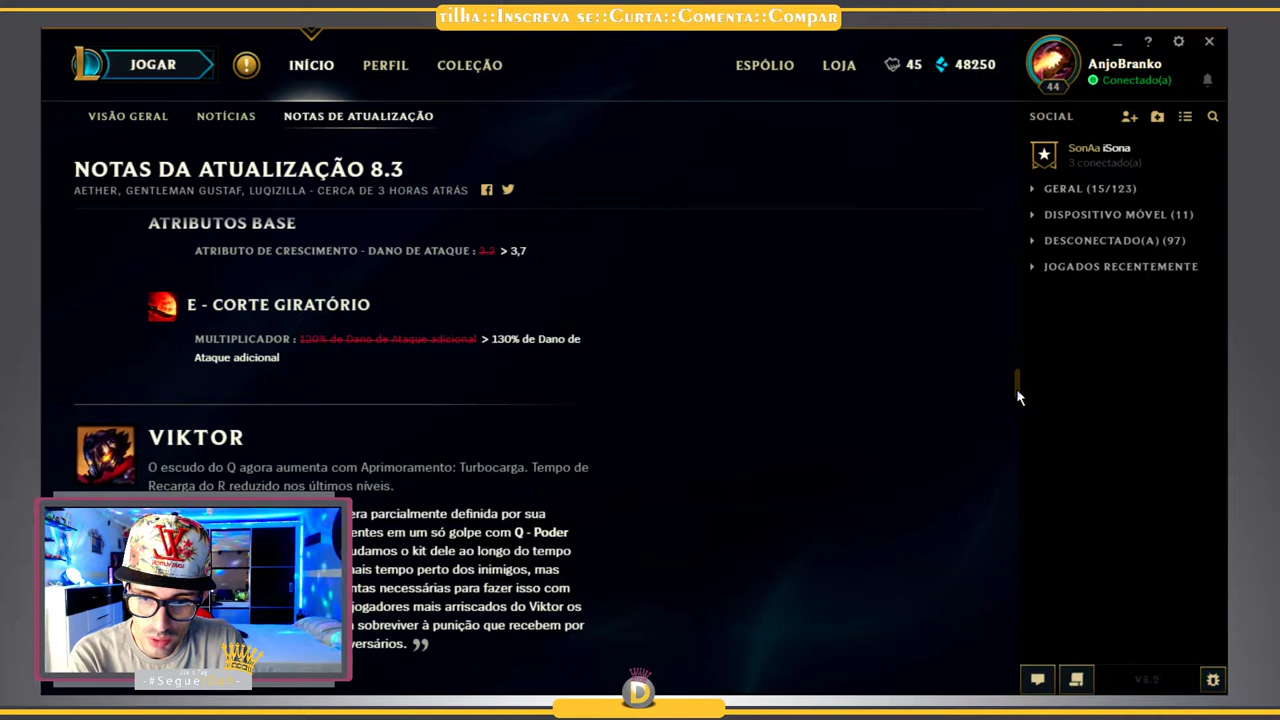 tilha::Inscreva se::Curta::Comenta::Compar
JOGAR
INÍCIO
PERFIL
COLEÇÃO
ESPÓLIO
LOJA
45
48250
AnjoBranko
Conectado(a)
44
VISÃO GERAL
NOTÍCIAS
NOTAS DE ATUALIZAÇÃO
SOCIAL
NOTAS DA ATUALIZAÇÃO 8.3
AETHER, GENTLEMAN GUSTAF, LUQIZILLA - CERCA DE 3 HORAS ATRÁS
SonAa iSona
3 conectado(a)
GERAL (15/123)
DISPOSITIVO MÓVEL (11)
DESCONECTADO(A) (97)
JOGADOS RECENTEMENTE
ATRIBUTOS BASE
ATRIBUTO DE CRESCIMENTO - DANO DE ATAQUE : 3.2 > 3,7
E - CORTE GIRATÓRIO
MULTIPLICADOR : 120% de Dano de Ataque adicional > 130% de Dano de
Ataque adicional
VIKTOR
O escudo do Q agora aumenta com Aprimoramento: Turbocarga. Tempo de
Recarga do R reduzido nos últimos níveis.
era parcialmente definida por sua
entes em um só golpe com Q - Poder
udamos o kit dele ao longo do tempo
ais tempo perto dos inimigos, mas
ntas necessárias para fazer isso com
jogadores mais arriscados do Viktor os
sobreviver à punição que recebem por
versários.
-#Segue
D
V8.2